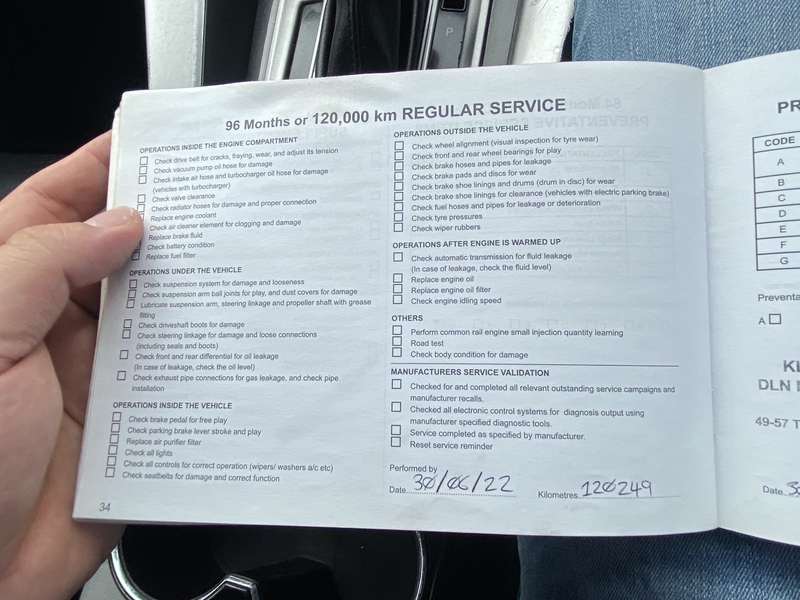 P
96 Months or 120,000 km REGULAR SERVICE
OPERATIONS INSIDE THE ENGINE COMPARTMENT
Check drive belt for cracks, fraying, wear, and adjust its tension
Check vacuum pump oil hose for damage
Check intake air hose and turbocharger oil hose for damage
(vehicles with turbocharger)
Check valve clearance
Check radiator hoses for damage and proper connection
Replace engine coolant
Check air cleaner element for clogging and damage
Replace brake fluid
Check battery condition
Replace fuel filter
OPERATIONS UNDER THE VEHICLE
Check suspension system for damage and looseness
Check suspension arm ball joints for play, and dust covers for damage
Lubricate suspension arm, steering linkage and propeller shaft with grease
fitting
Check driveshaft boots for damage
Check steering linkage for damage and loose connections
(including seals and boots)
Check front and rear differential for oil leakage
(In case of leakage, check the oil level)
Check exhaust pipe connections for gas leakage, and check pipe
installation
OPERATIONS INSIDE THE VEHICLE
Check brake pedal for free play
Check parking brake lever stroke and play
Replace air purifier filter
Check all lights
Check all controls for correct operation (wipers/ washers a/c etc)
Check seatbelts for damage and correct function
34
OPERATIONS OUTSIDE THE VEHICLE
Check wheel alignment (visual inspection for tyre wear)
Check front and rear wheel bearings for play
Check brake hoses and pipes for leakage
Check brake pads and discs for wear
Check brake shoe linings and drums (drum in disc) for wear
Check brake shoe linings for clearance (vehicles with electric parking brake)
Check fuel hoses and pipes for leakage or deterioration
Check tyre pressures
Check wiper rubbers
OPERATIONS AFTER ENGINE IS WARMED UP
Check automatic transmission for fluid leakage
(In case of leakage, check the fluid level)
Replace engine oil
Replace engine oil filter
Check engine idling speed
OTHERS
Perform common rail engine small injection quantity learning
Road test
Check body condition for damage
MANUFACTURERS SERVICE VALIDATION
Checked for and completed all relevant outstanding service campaigns and
manufacturer recalls.
Checked all electronic control systems for diagnosis output using
manufacturer specified diagnostic tools.
Service completed as specified by manufacturer.
Reset service reminder
Performed by
Date 30/06/22 Kilometres 120249
PR
CODE
A
B
C
D
E
F
G
Preventa
A
KI
DLN
49-57 T
Date